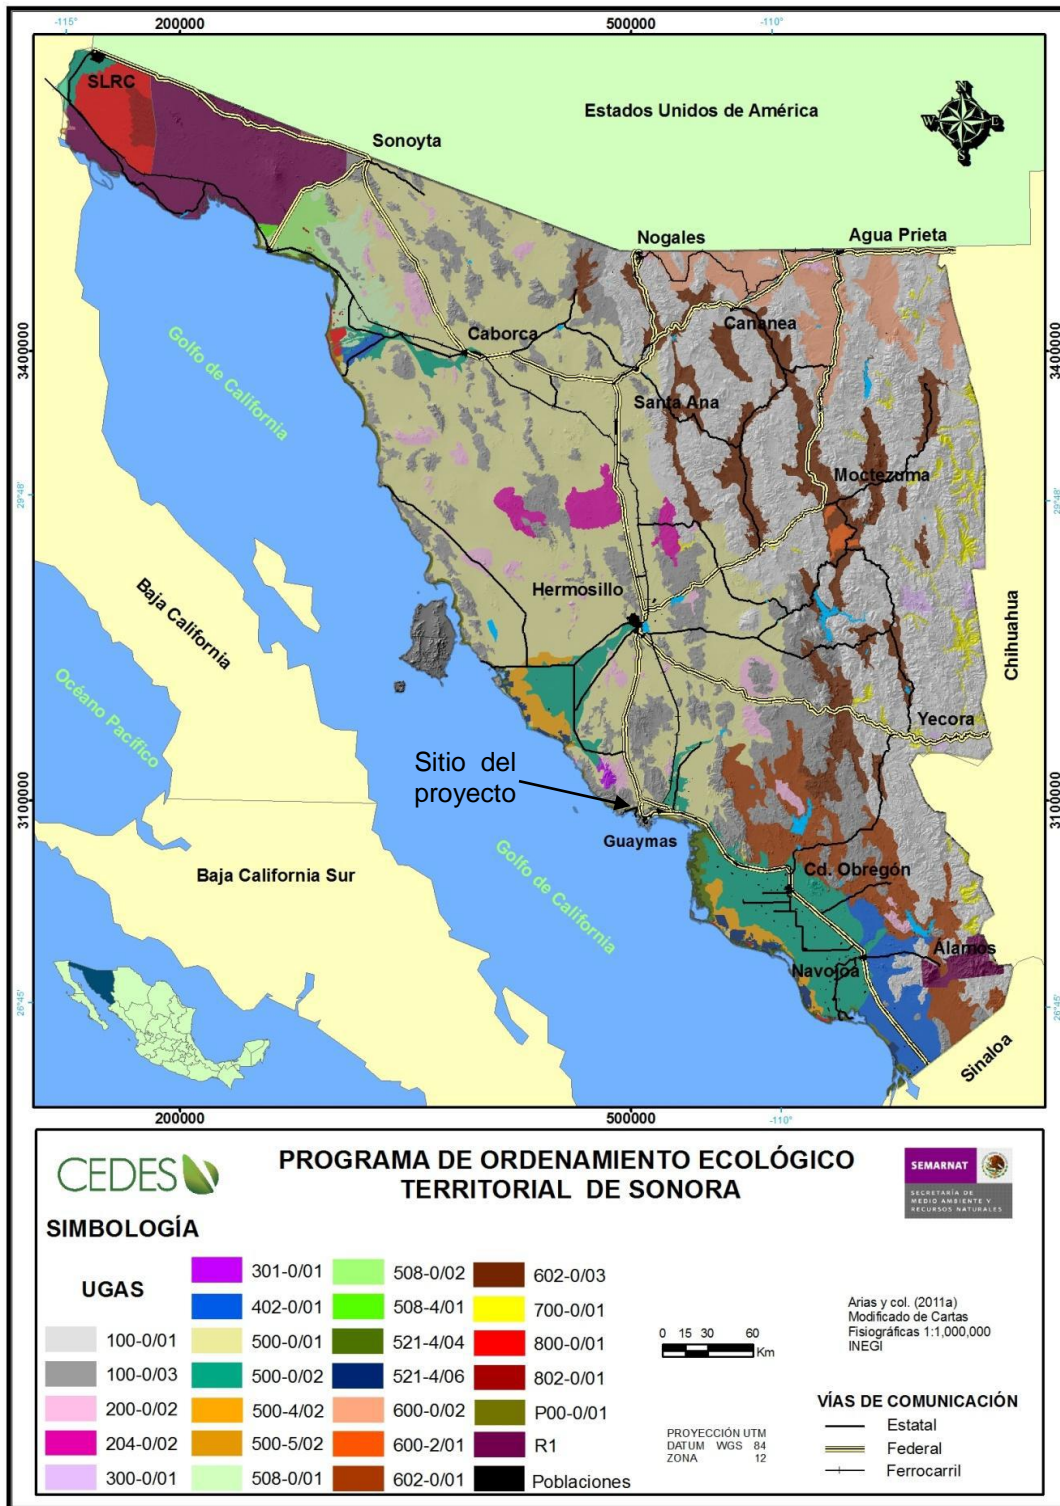 -115°
200000
500000
-110°
SLRC
Estados Unidos de América
N
W
E
S
Sonoyta
Nogales
Agua Prieta
Cananea
Caborca
3400000
3400000
Golfo de California
Santa Ana
Moctezuma
29°48'
29°48'
Hermosillo
Baja California
Chihuahua
Océano Pacífico
Yecora
Sitio del
proyecto
3100000
3100000
Guaymas
Golfo de California
Baja California Sur
Cd. Obregón
Navojoa
Álamos
26°45'
26°45'
Sinaloa
200000
500000
-110°
CEDES
PROGRAMA DE ORDENAMIENTO ECOLÓGICO
TERRITORIAL DE SONORA
SEMARNAT
SECRETARÍA DE
MEDIO AMBIENTE Y
RECURSOS NATURALES
SIMBOLOGÍA
UGAS
100-0/01
100-0/03
200-0/02
204-0/02
300-0/01
301-0/01
402-0/01
500-0/01
500-0/02
500-4/02
500-5/02
508-0/01
508-0/02
508-4/01
521-4/04
521-4/06
600-0/02
600-2/01
602-0/01
602-0/03
700-0/01
800-0/01
802-0/01
P00-0/01
R1
Poblaciones
0 15 30 60
Km
Arias y col. (2011a)
Modificado de Cartas
Fisiográficas 1:1,000,000
INEGI
PROYECCIÓN UTM
DATUM WGS 84
ZONA 12
VÍAS DE COMUNICACIÓN
Estatal
Federal
Ferrocarril